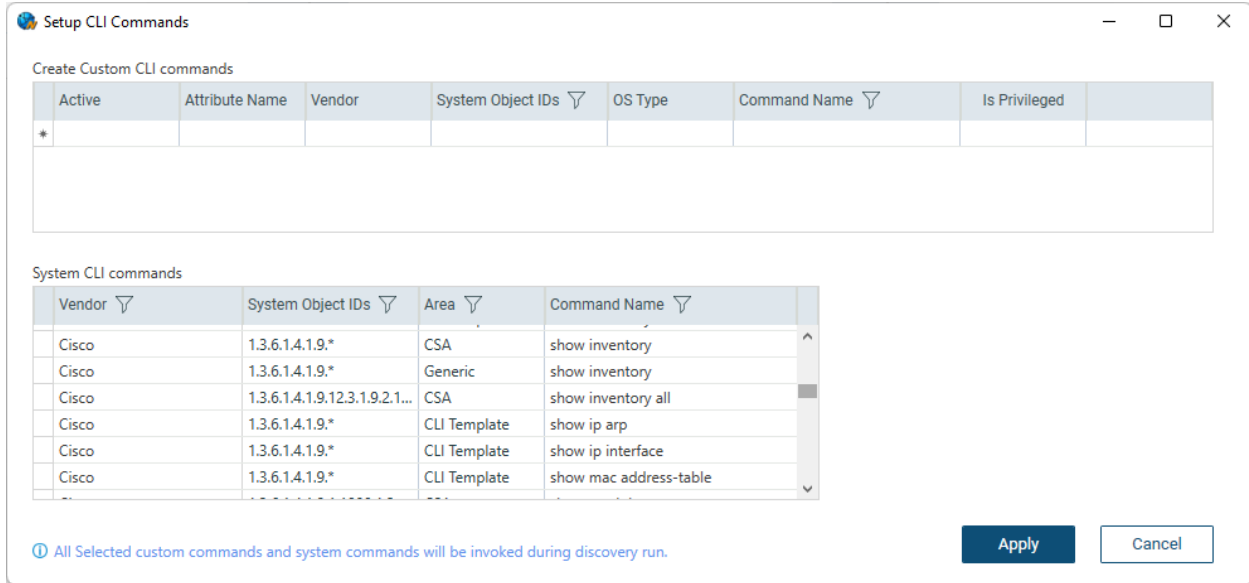 Setup CLI Commands
Create Custom CLI commands
Active Attribute Name Vendor System Object IDs OS Type Command Name Is Privileged
System CLI commands
Vendor System Object IDs Area Command Name
Cisco 1.3.6.1.4.1.9.* CSA show inventory
Cisco 1.3.6.1.4.1.9.* Generic show inventory
Cisco 1.3.6.1.4.1.9.12.3.1.9.2.1... CSA show inventory all
Cisco 1.3.6.1.4.1.9.* CLI Template show ip arp
Cisco 1.3.6.1.4.1.9.* CLI Template show ip interface
Cisco 1.3.6.1.4.1.9.* CLI Template show mac address-table
All Selected custom commands and system commands will be invoked during discovery run.
Apply Cancel